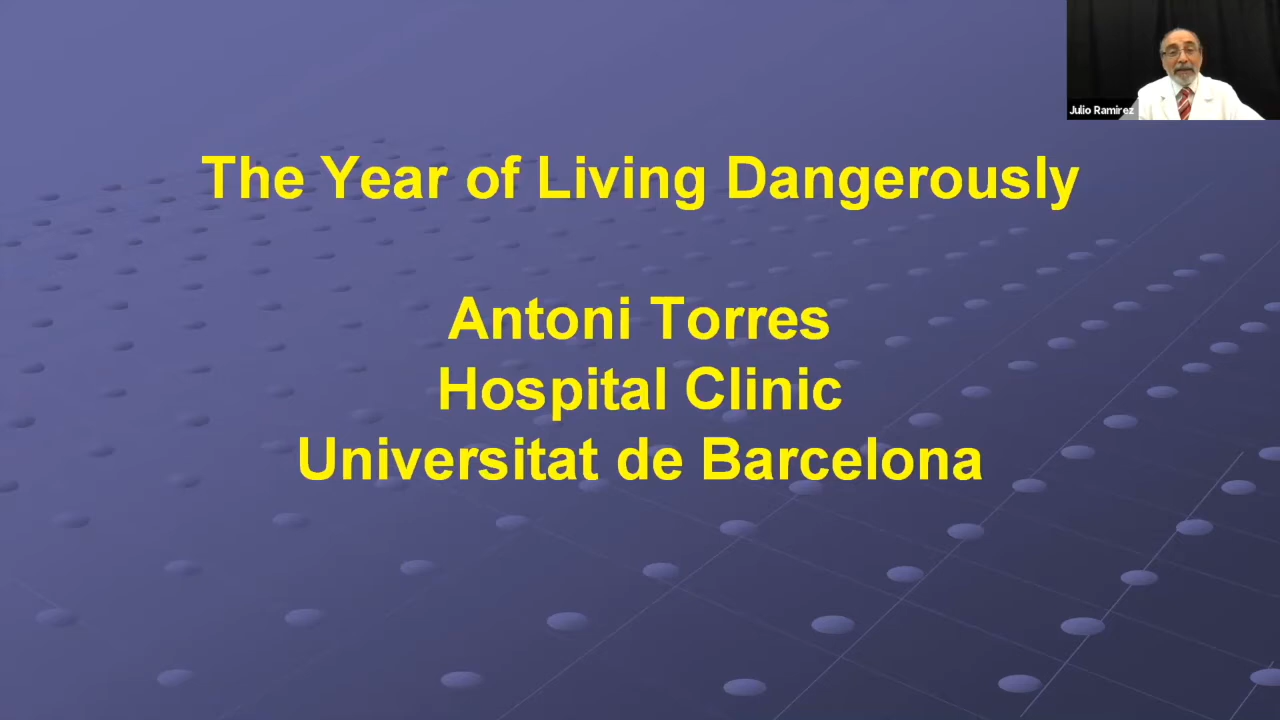 Julio Ramirez
The Year of Living Dangerously
Antoni Torres
Hospital Clinic
Universitat de Barcelona